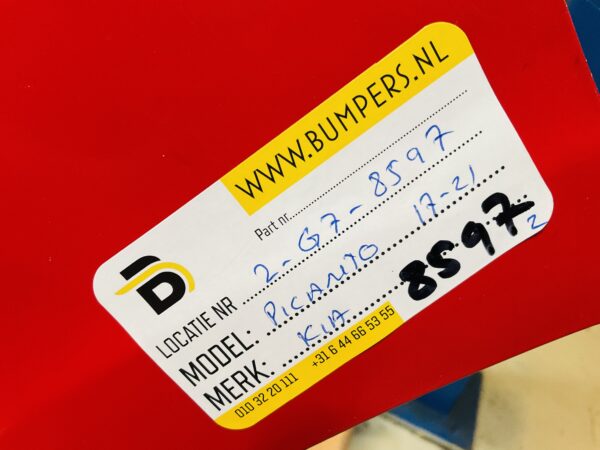 WWW.BUMPERS.NL
Part nr.
LOCATIE NR 2-G7-8597
MODEL: PICANTO 17-21
MERK: KIA 8597 2
010 32 20 111 +31 6 44 66 53 55